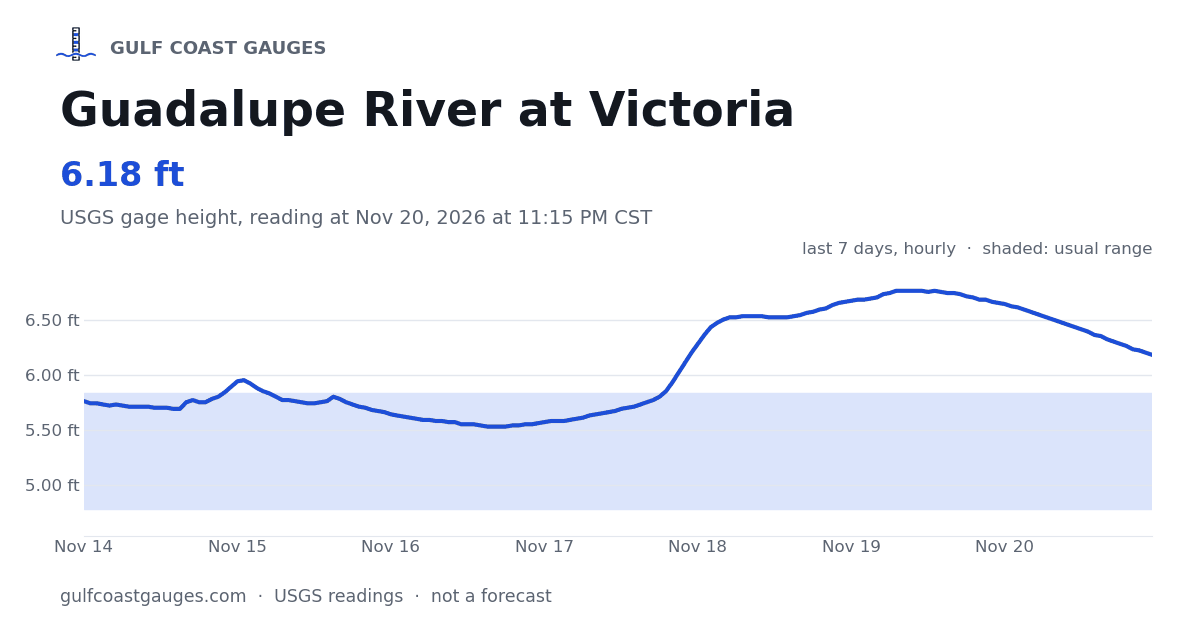 GULF COAST GAUGES
Guadalupe River at Victoria
6.18 ft
USGS gage height, reading at Nov 20, 2026 at 11:15 PM CST
last 7 days, hourly · shaded: usual range
6.50 ft
6.00 ft
5.50 ft
5.00 ft
Nov 14 Nov 15 Nov 16 Nov 17 Nov 18 Nov 19 Nov 20
gulfcoastgauges.com · USGS readings · not a forecast